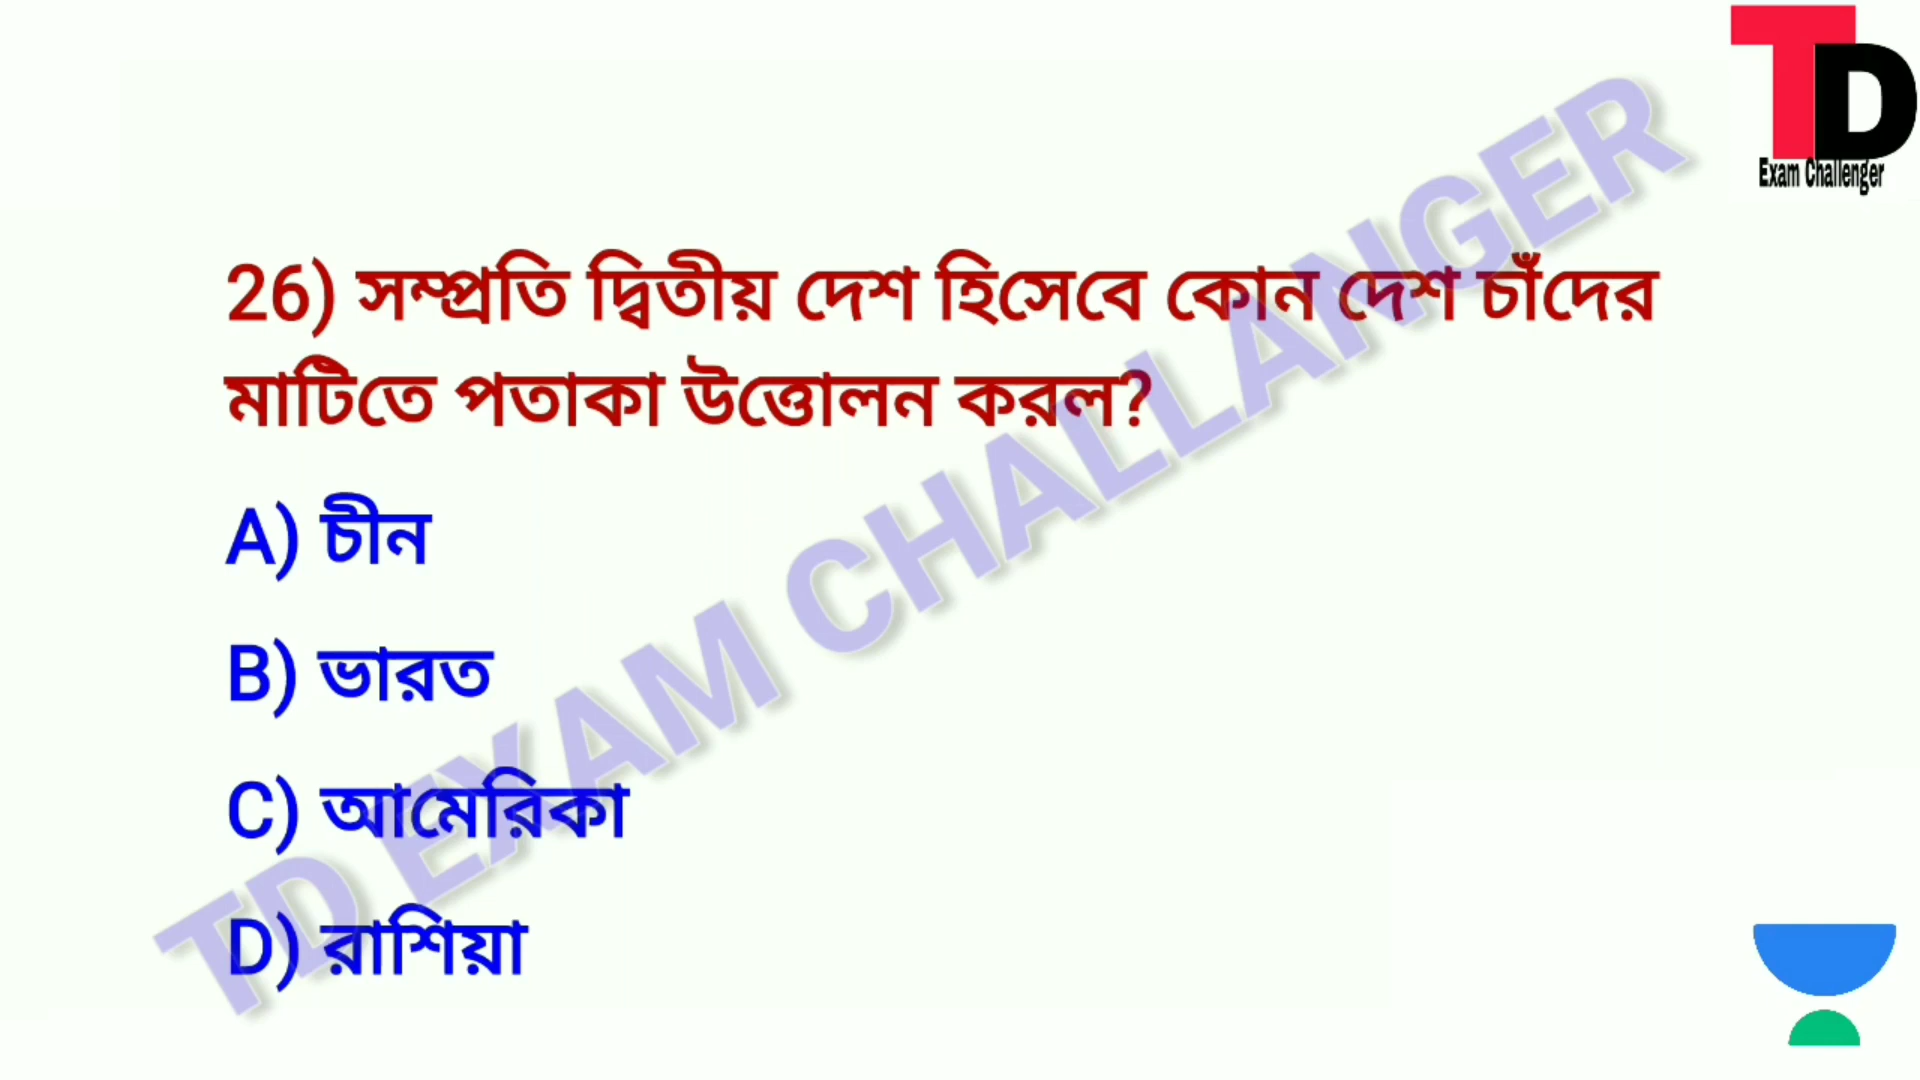 TD
Exam Challenger
26) সম্প্রতি দ্বিতীয় দেশ হিসেবে কোন দেশ চাঁদের
মাটিতে পতাকা উত্তোলন করল?
A) চীন
B) ভারত
C) আমেরিকা
D) রাশিয়া
TD EXAM CHALLANGER